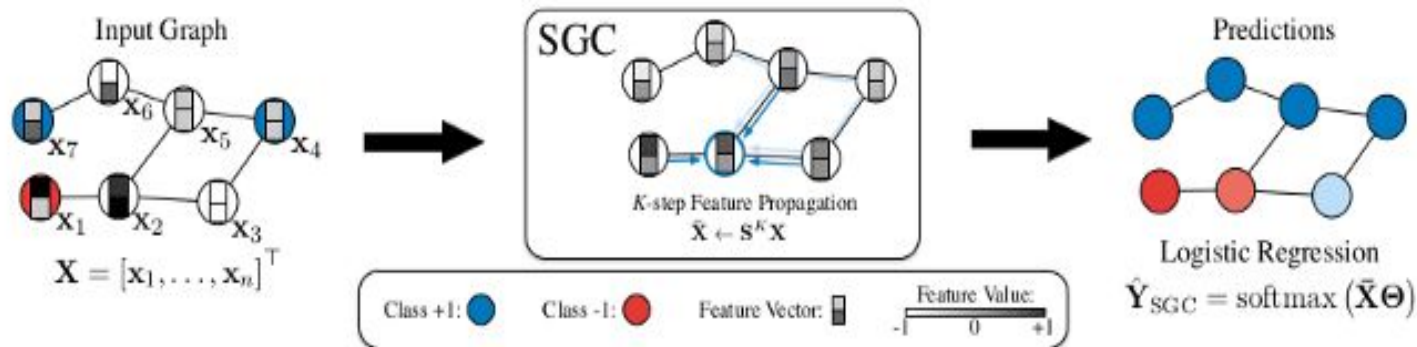 Input Graph
x₆
x₇
x₅
x₄
x₁
x₂
x₃
X = [x₁, . . . , xₙ]ᵀ
SGC
K-step Feature Propagation
X̄ ← SᴷX
Predictions
Logistic Regression
Ŷ_SGC = softmax (X̄Θ)
Class +1:
Class -1:
Feature Vector:
Feature Value:
-1 0 +1